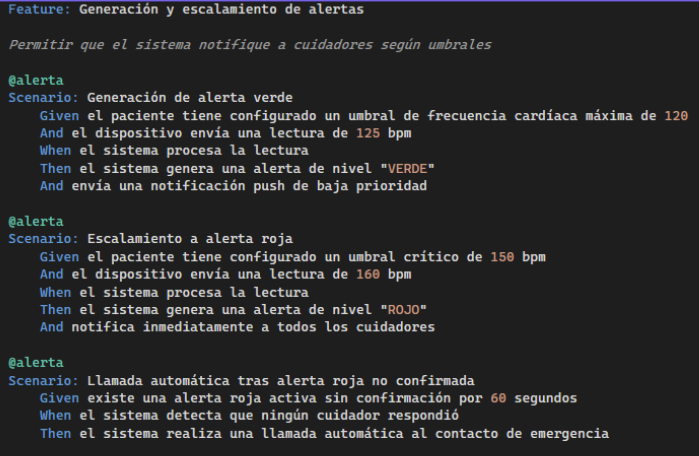 Feature: Generación y escalamiento de alertas
Permitir que el sistema notifique a cuidadores según umbrales
@alerta
Scenario: Generación de alerta verde
Given el paciente tiene configurado un umbral de frecuencia cardíaca máxima de 120
And el dispositivo envía una lectura de 125 bpm
When el sistema procesa la lectura
Then el sistema genera una alerta de nivel "VERDE"
And envía una notificación push de baja prioridad
@alerta
Scenario: Escalamiento a alerta roja
Given el paciente tiene configurado un umbral crítico de 150 bpm
And el dispositivo envía una lectura de 160 bpm
When el sistema procesa la lectura
Then el sistema genera una alerta de nivel "ROJO"
And notifica inmediatamente a todos los cuidadores
@alerta
Scenario: Llamada automática tras alerta roja no confirmada
Given existe una alerta roja activa sin confirmación por 60 segundos
When el sistema detecta que ningún cuidador respondió
Then el sistema realiza una llamada automática al contacto de emergencia